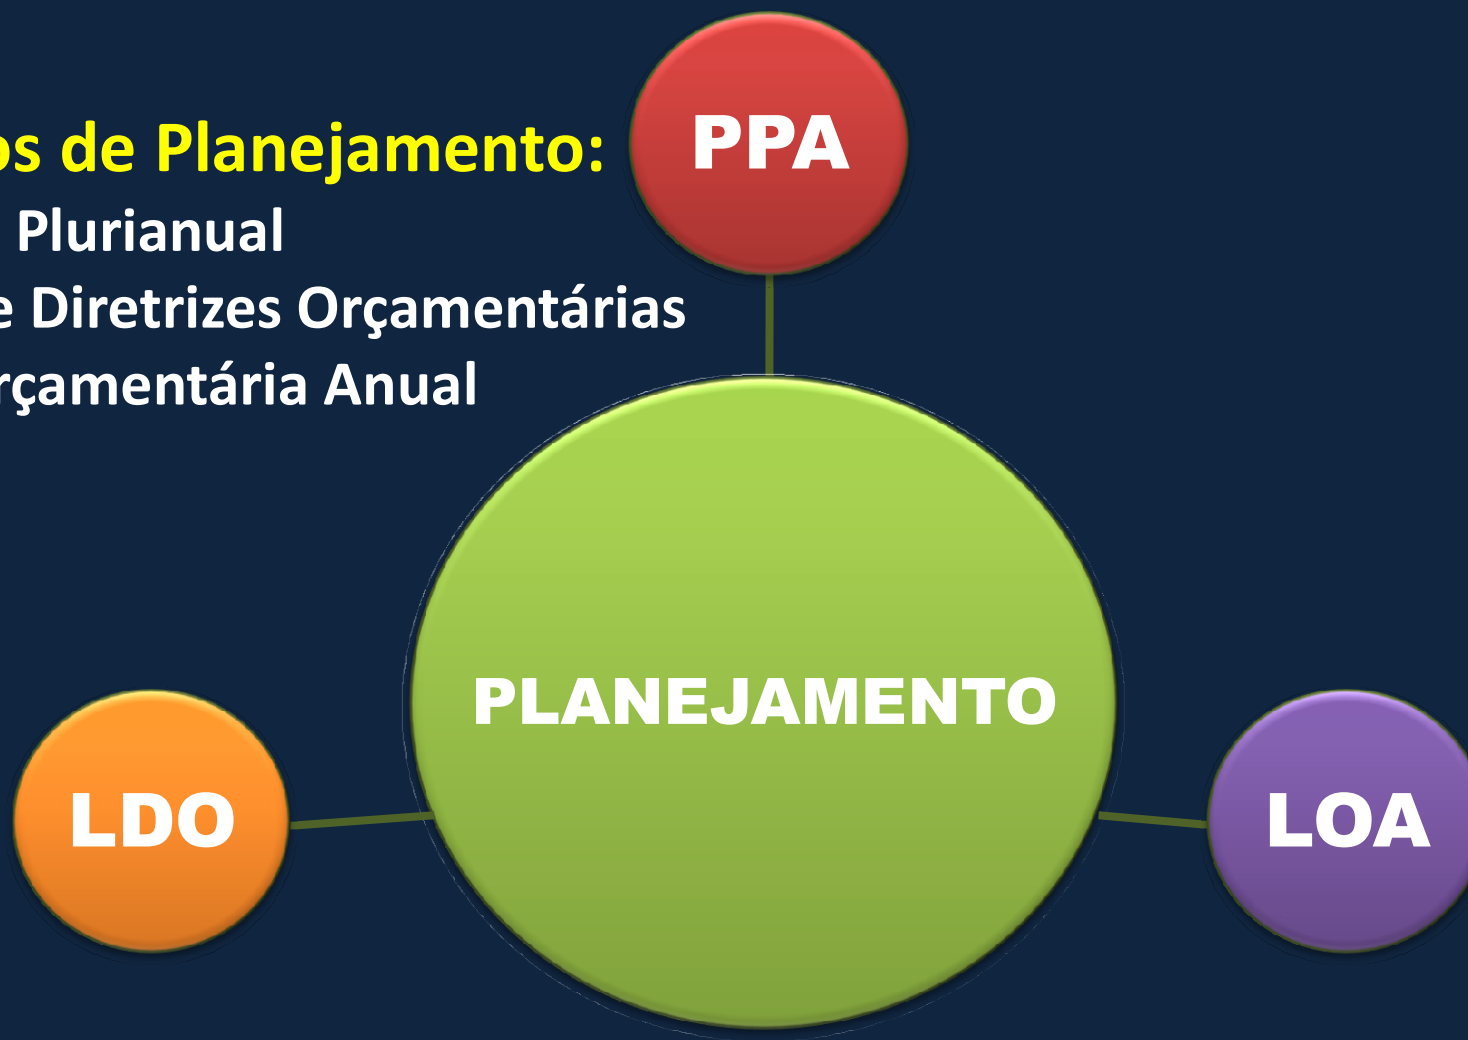 PPA
os de Planejamento:
Plurianual
e Diretrizes Orçamentárias
rçamentária Anual
PLANEJAMENTO
LDO
LOA